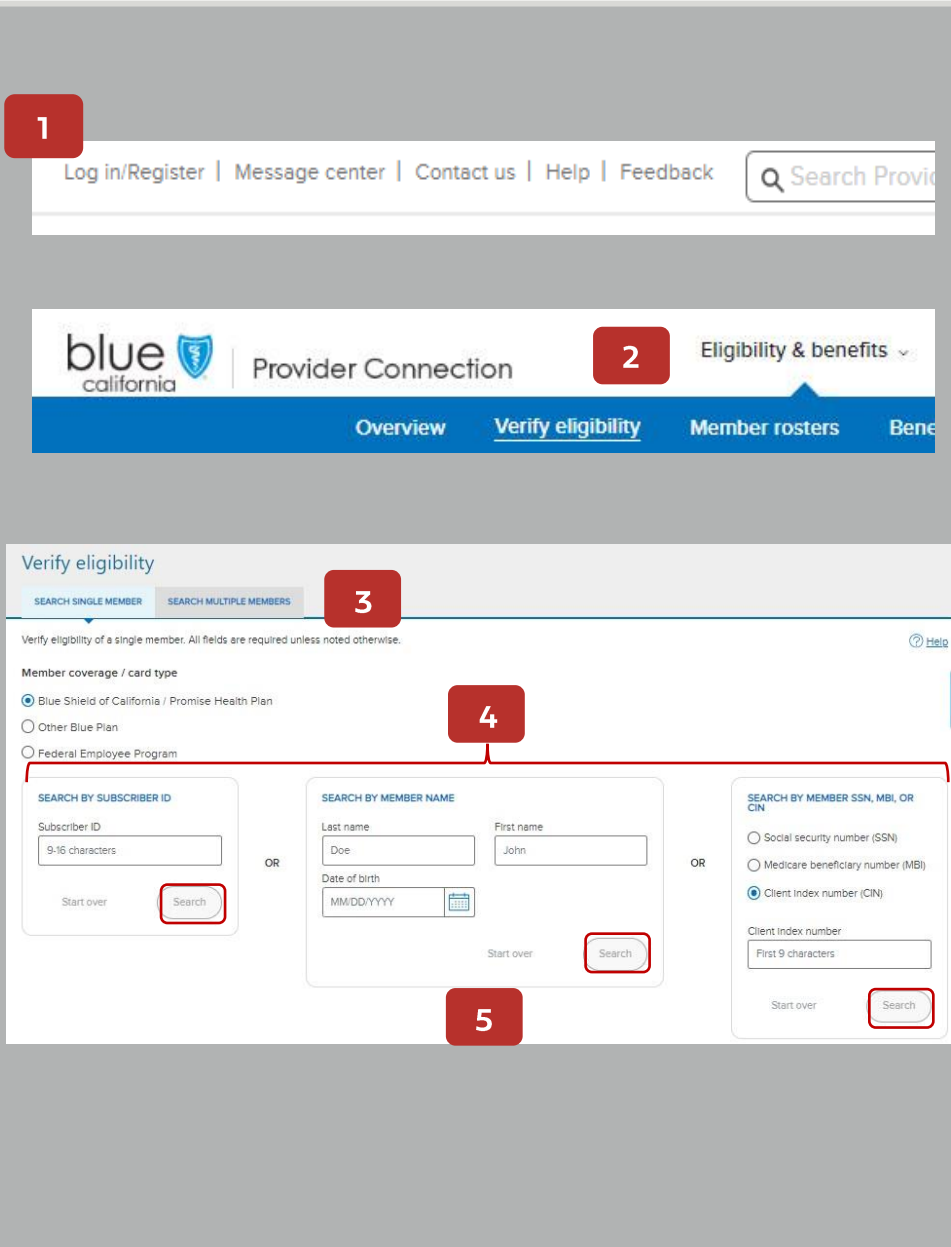 1
Log in/Register | Message center | Contact us | Help | Feedback
Search Provid
blue
california
Provider Connection
2
Eligibility & benefits
Overview Verify eligibility Member rosters Bene
Verify eligibility
SEARCH SINGLE MEMBER SEARCH MULTIPLE MEMBERS
3
Verify eligibility of a single member. All fields are required unless noted otherwise.
? Help
Member coverage / card type
Blue Shield of California / Promise Health Plan
Other Blue Plan
Federal Employee Program
4
SEARCH BY SUBSCRIBER ID
Subscriber ID
9-16 characters
Start over Search
OR
SEARCH BY MEMBER NAME
Last name First name
Doe John
Date of birth
MM/DD/YYYY
Start over Search
OR
SEARCH BY MEMBER SSN, MBI, OR
CIN
Social security number (SSN)
Medicare beneficiary number (MBI)
Client Index number (CIN)
Client Index number
First 9 characters
Start over Search
5